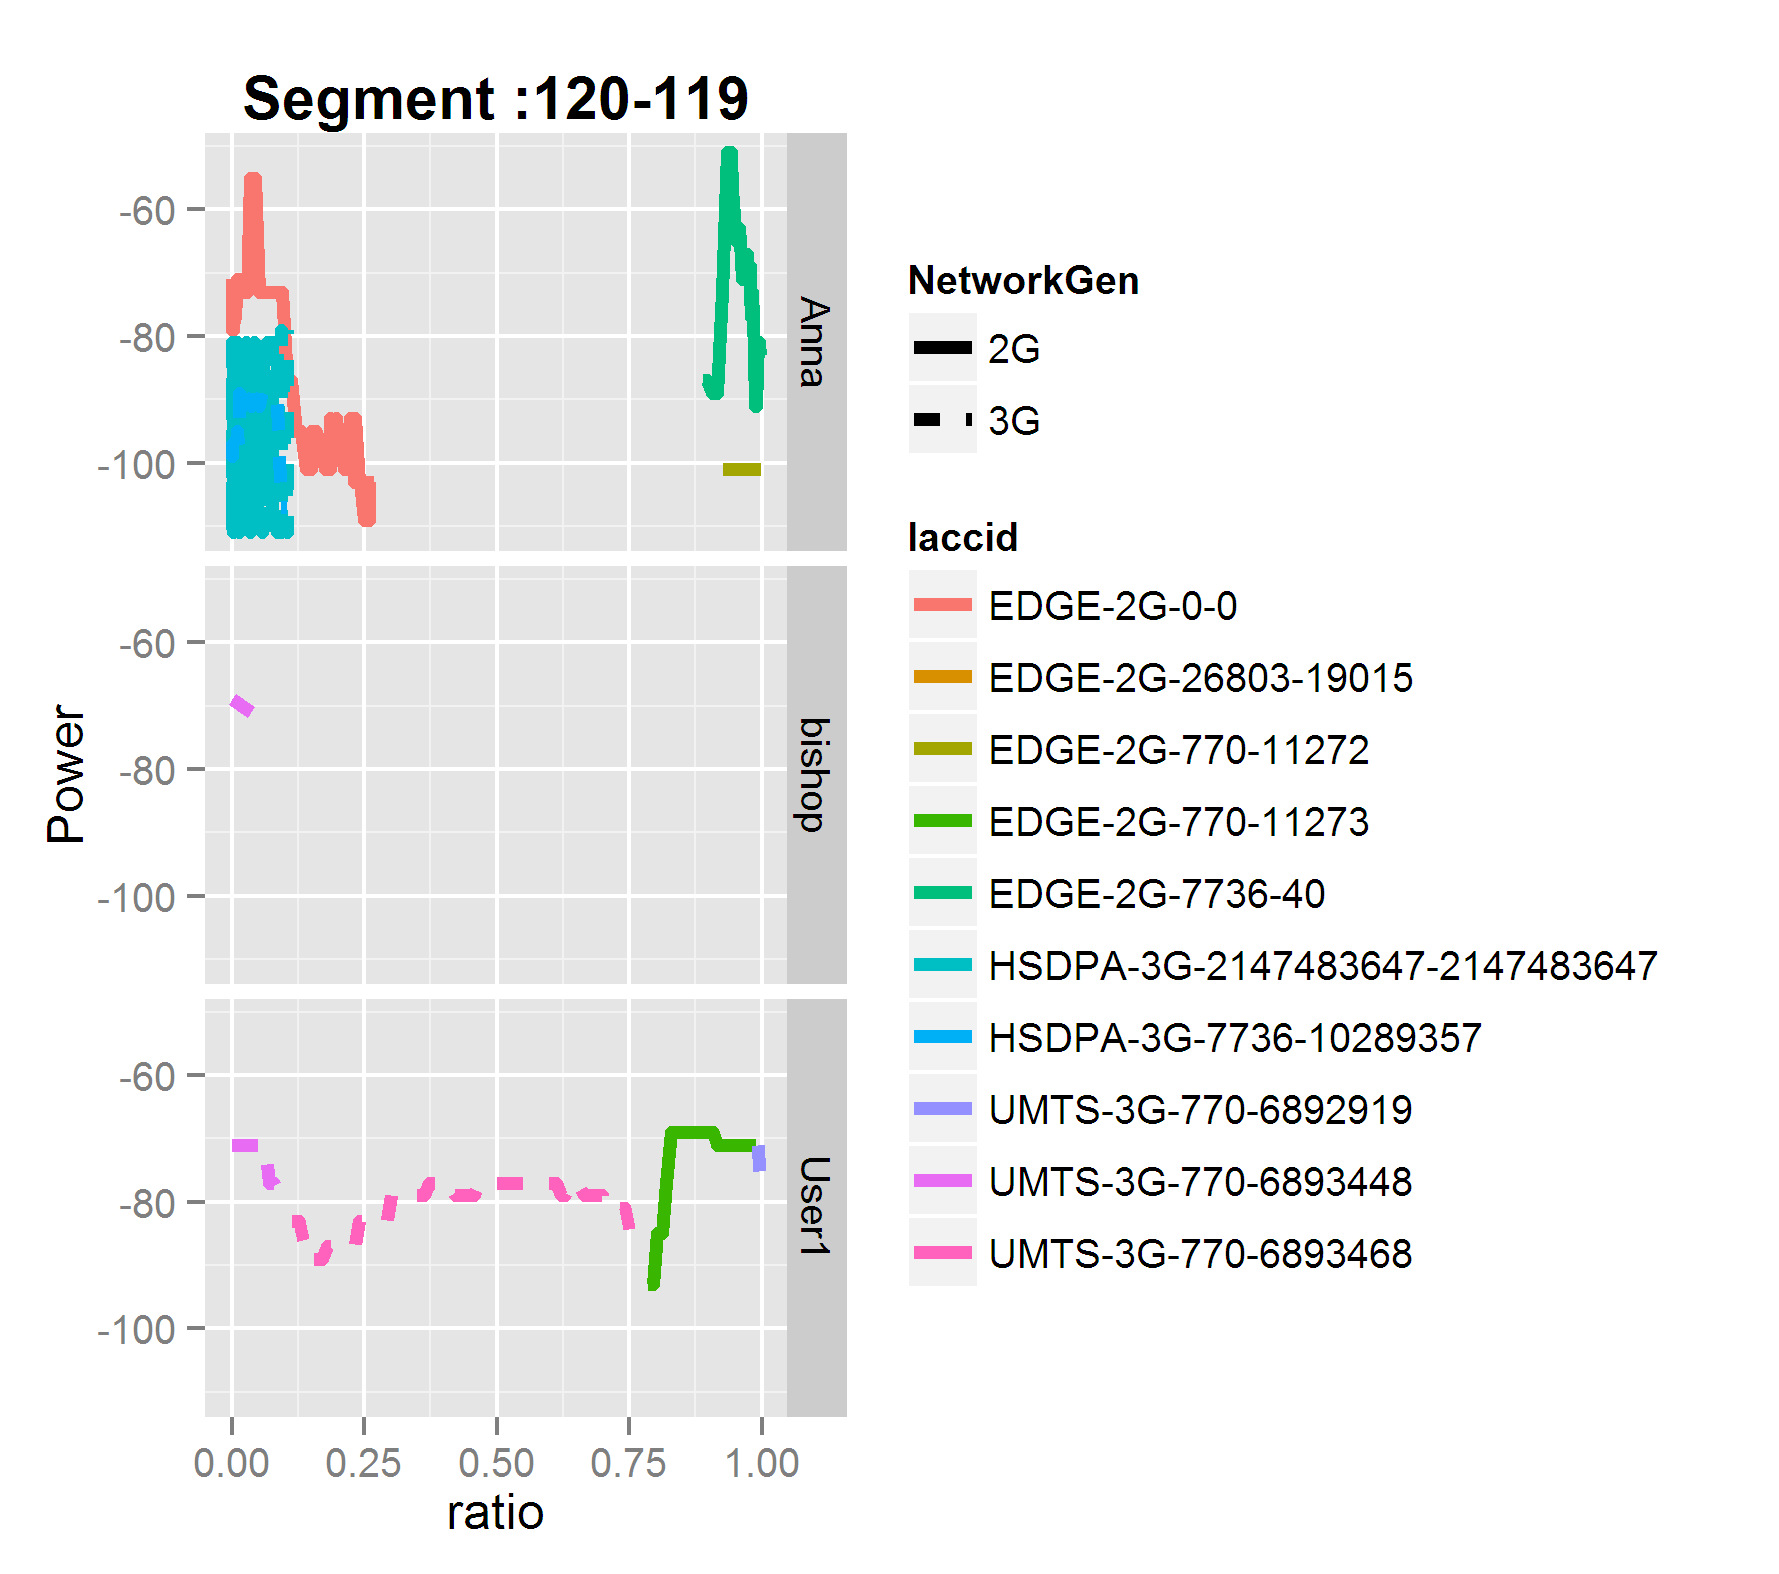 Segment :120-119
-60
-80
-100
Anna
-60
-80
-100
bishop
-60
-80
-100
User1
Power
0.00 0.25 0.50 0.75 1.00
ratio
NetworkGen
2G
3G
laccid
EDGE-2G-0-0
EDGE-2G-26803-19015
EDGE-2G-770-11272
EDGE-2G-770-11273
EDGE-2G-7736-40
HSDPA-3G-2147483647-2147483647
HSDPA-3G-7736-10289357
UMTS-3G-770-6892919
UMTS-3G-770-6893448
UMTS-3G-770-6893468